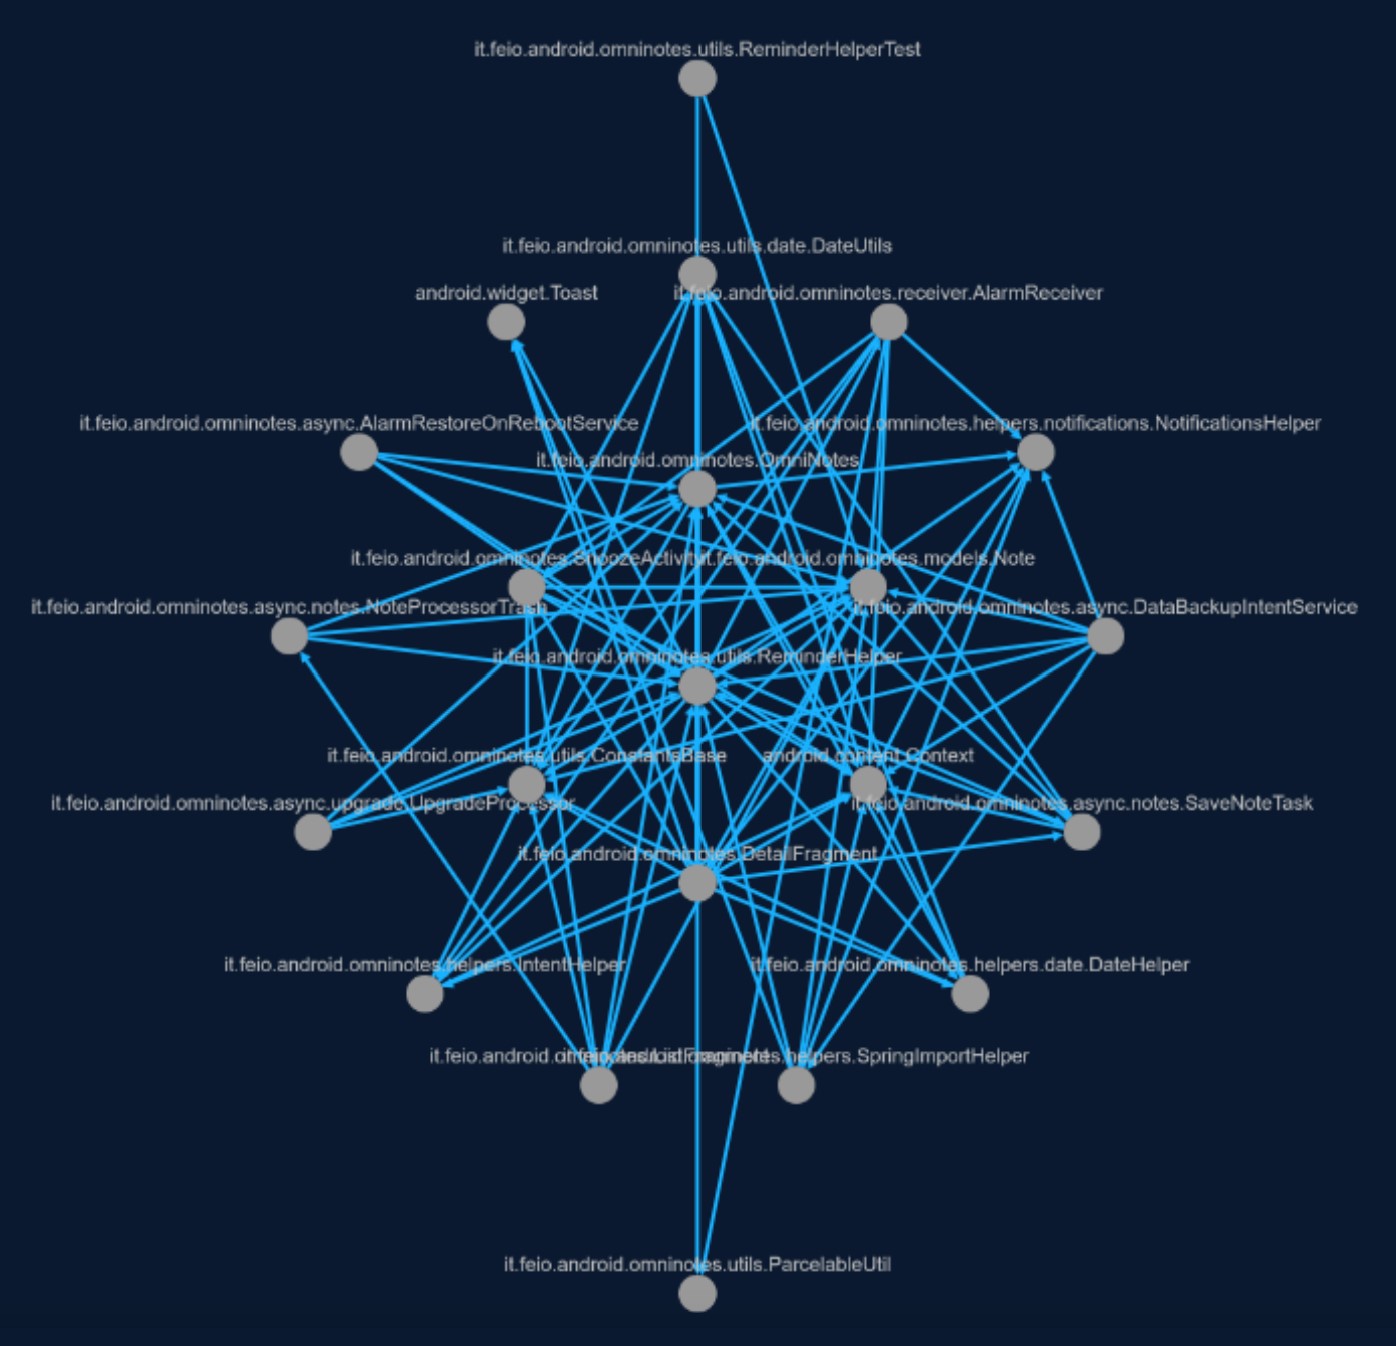 it.feio.android.omninotes.utils.ReminderHelperTest
it.feio.android.omninotes.utils.date.DateUtils
android.widget.Toast
it.feio.android.omninotes.receiver.AlarmReceiver
it.feio.android.omninotes.async.AlarmRestoreOnRebootService
it.feio.android.omninotes.helpers.notifications.NotificationsHelper
it.feio.android.omninotes.OmniNotes
it.feio.android.omninotes.SnoozeActivity
it.feio.android.omninotes.models.Note
it.feio.android.omninotes.async.notes.NoteProcessorTrash
it.feio.android.omninotes.async.DataBackupIntentService
it.feio.android.omninotes.utils.ReminderHelper
it.feio.android.omninotes.utils.ConstantsBase
android.content.Context
it.feio.android.omninotes.async.upgrade.UpgradeProcessor
it.feio.android.omninotes.async.notes.SaveNoteTask
it.feio.android.omninotes.DetailFragment
it.feio.android.omninotes.helpers.IntentHelper
it.feio.android.omninotes.helpers.date.DateHelper
it.feio.android.omninotes.ListFragment
it.feio.android.omninotes.helpers.SpringImportHelper
it.feio.android.omninotes.utils.ParcelableUtil